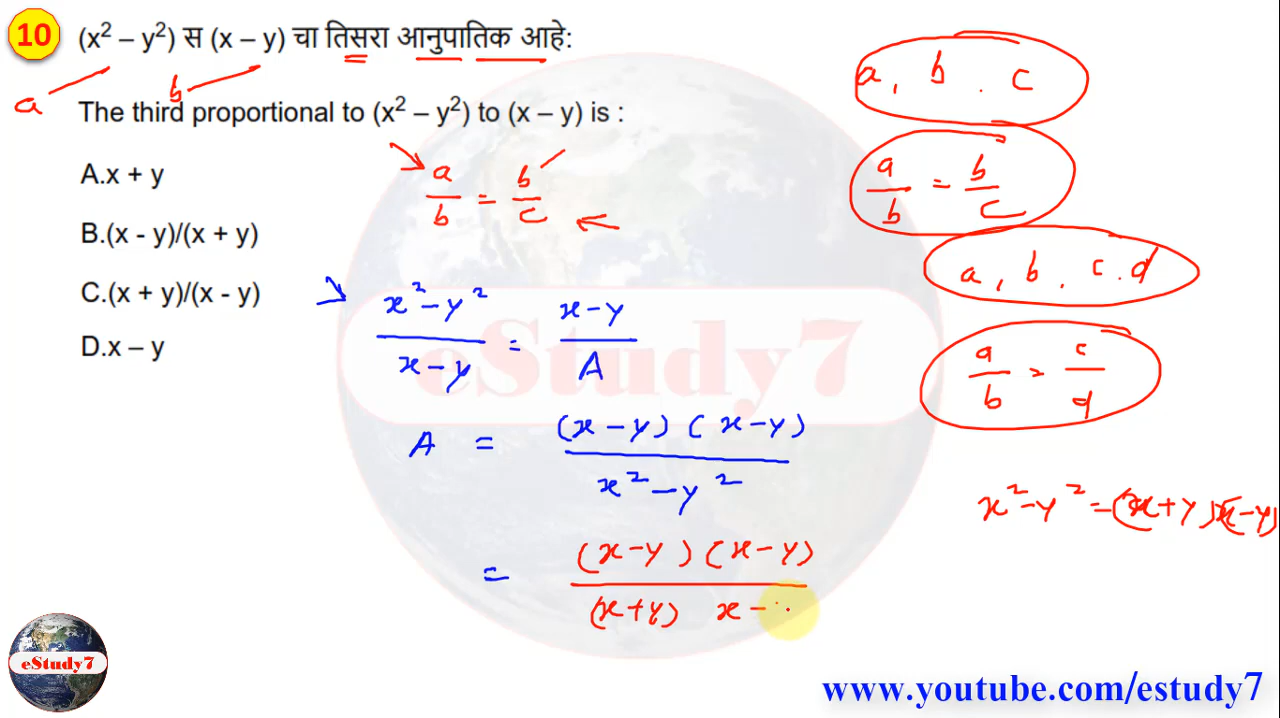 10 (x² – y²) स (x – y) चा तिसरा आनुपातिक आहे:
a b
The third proportional to (x² – y²) to (x – y) is :
A.x + y
B.(x - y)/(x + y)
C.(x + y)/(x - y)
D.x – y
a/b = b/c
x² – y² / x – y = x – y / A
A = (x – y) (x – y) / x² – y²
= (x – y) (x – y) / (x + y) x –
a, b . c
a/b = b/c
a, b . c . d
a/b = c/d
x² – y² = (x + y)(x – y)
eStudy7
eStudy7
www.youtube.com/estudy7